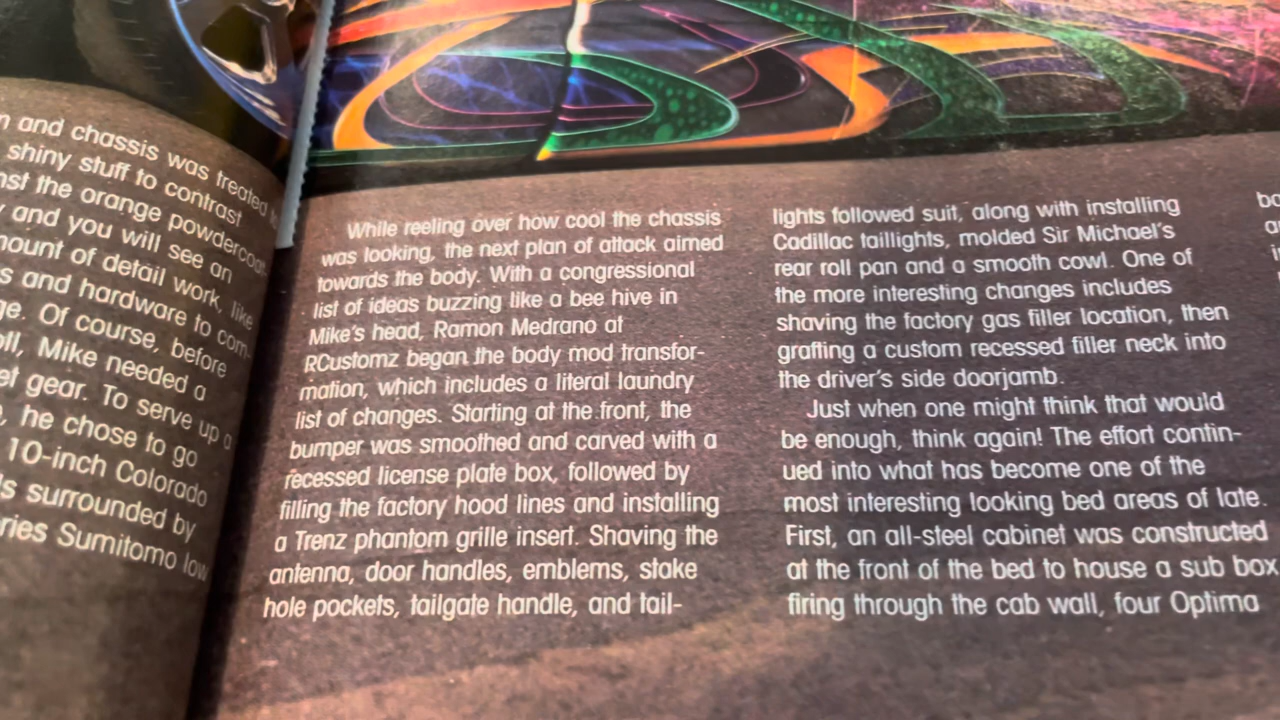 n and chassis was treated
shiny stuff to contrast
nst the orange powdercoat.
and you will see an
mount of detail work, like
s and hardware to com-
ge. Of course, before
oll, Mike needed a
et gear. To serve up a
, he chose to go
10-inch Colorado
ls surrounded by
ries Sumitomo low
While reeling over how cool the chassis
was looking, the next plan of attack aimed
towards the body. With a congressional
list of ideas buzzing like a bee hive in
Mike's head, Ramon Medrano at
RCustomz began the body mod transfor-
mation, which includes a literal laundry
list of changes. Starting at the front, the
bumper was smoothed and carved with a
recessed license plate box, followed by
filling the factory hood lines and installing
a Trenz phantom grille insert. Shaving the
antenna, door handles, emblems, stake
hole pockets, tailgate handle, and tail-
lights followed suit, along with installing
Cadillac taillights, molded Sir Michael's
rear roll pan and a smooth cowl. One of
the more interesting changes includes
shaving the factory gas filler location, then
grafting a custom recessed filler neck into
the driver's side doorjamb.
Just when one might think that would
be enough, think again! The effort contin-
ued into what has become one of the
most interesting looking bed areas of late.
First, an all-steel cabinet was constructed
at the front of the bed to house a sub box
firing through the cab wall, four Optima